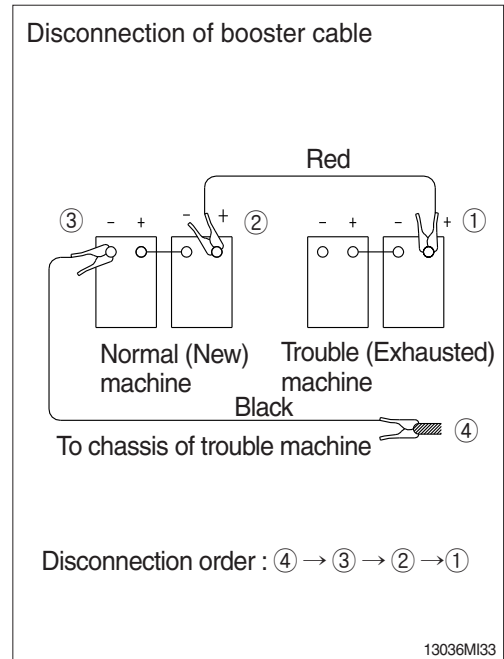 Disconnection of booster cable
Red
③ - + - + ② - + - + ①
Normal (New)
machine
Trouble (Exhausted)
machine
Black
To chassis of trouble machine
④
Disconnection order : ④ → ③ → ② →①
13036MI33